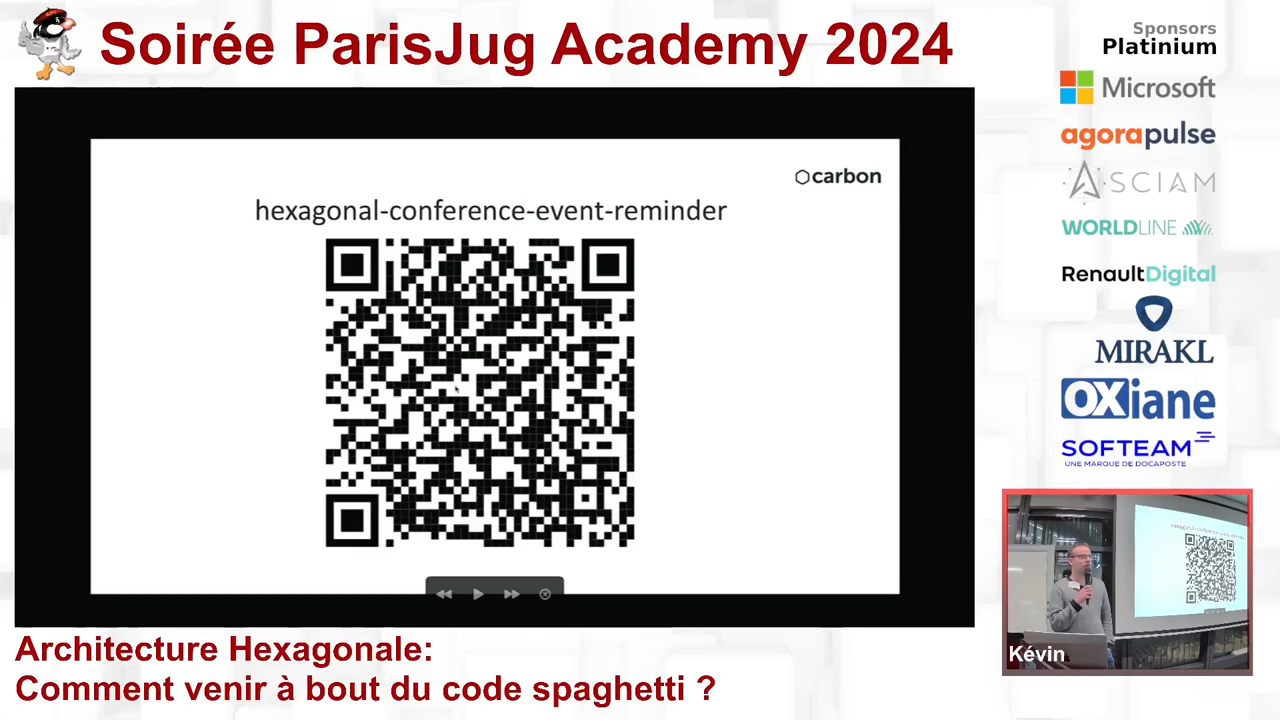 Soirée ParisJug Academy 2024
Sponsors
Platinium
Microsoft
agorapulse
ASCIAM
WORLDLINE
RenaultDigital
MIRAKL
OXiane
SOFTEAM
UNE MARQUE DE DOCAPOSTE
carbon
hexagonal-conference-event-reminder
Kévin
Architecture Hexagonale:
Comment venir à bout du code spaghetti ?